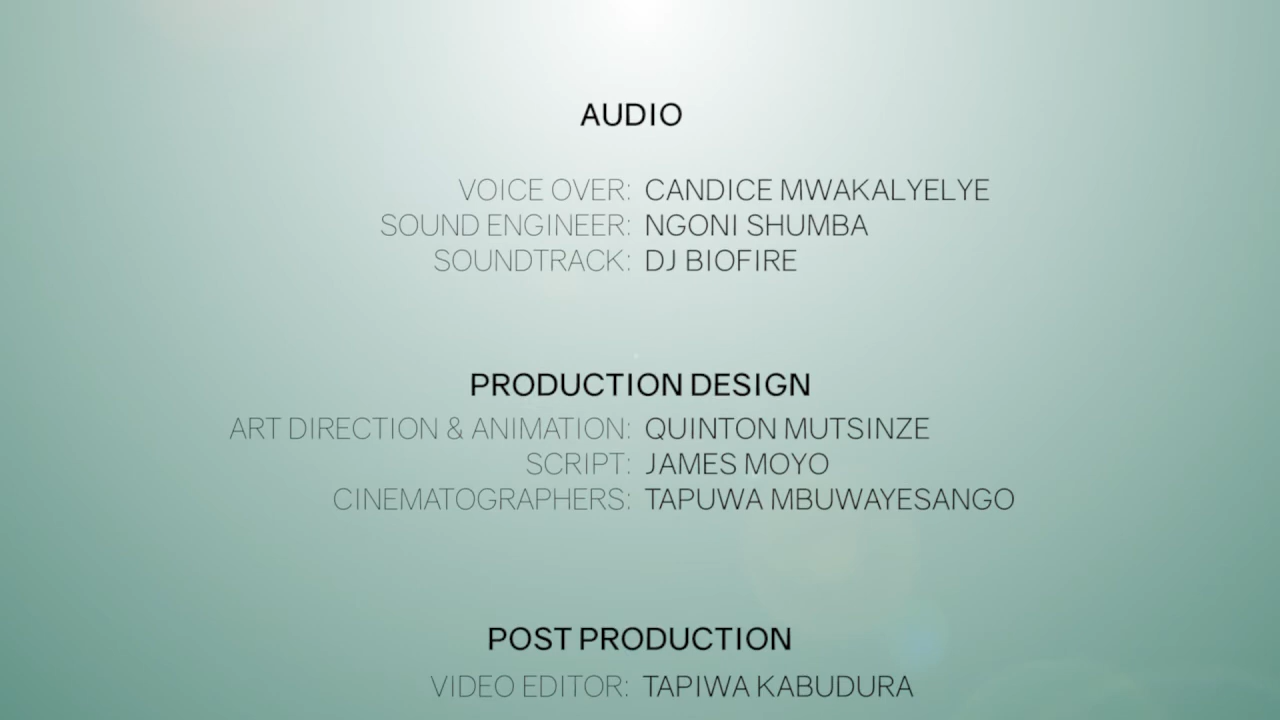 AUDIO
VOICE OVER: CANDICE MWAKALYELYE
SOUND ENGINEER: NGONI SHUMBA
SOUNDTRACK: DJ BIOFIRE
PRODUCTION DESIGN
ART DIRECTION & ANIMATION: QUINTON MUTSINZE
SCRIPT: JAMES MOYO
CINEMATOGRAPHERS: TAPUWA MBUWAYESANGO
POST PRODUCTION
VIDEO EDITOR: TAPIWA KABUDURA